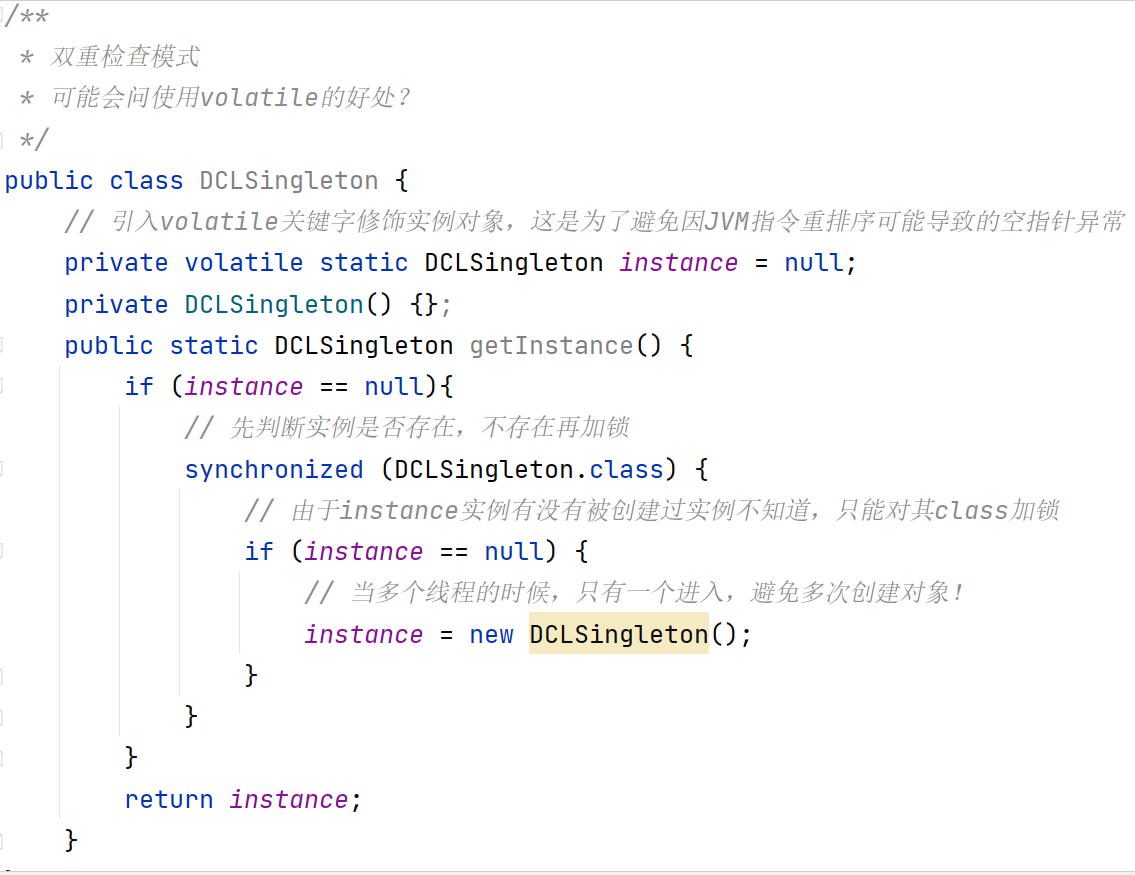 /**
 * 双重检查模式
 * 可能会问使用volatile的好处？
 */
public class DCLSingleton {
    // 引入volatile关键字修饰实例对象，这是为了避免因JVM指令重排序可能导致的空指针异常
    private volatile static DCLSingleton instance = null;
    private DCLSingleton() {};
    public static DCLSingleton getInstance() {
        if (instance == null){
            // 先判断实例是否存在，不存在再加锁
            synchronized (DCLSingleton.class) {
                // 由于instance实例有没有被创建过实例不知道，只能对其class加锁
                if (instance == null) {
                    // 当多个线程的时候，只有一个进入，避免多次创建对象！
                    instance = new DCLSingleton();
                }
            }
        }
        return instance;
    }